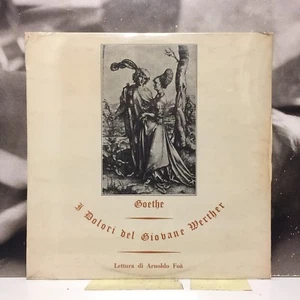 Goethe
I Dolori del Giovane Werther
Lettura di Arnoldo Foà